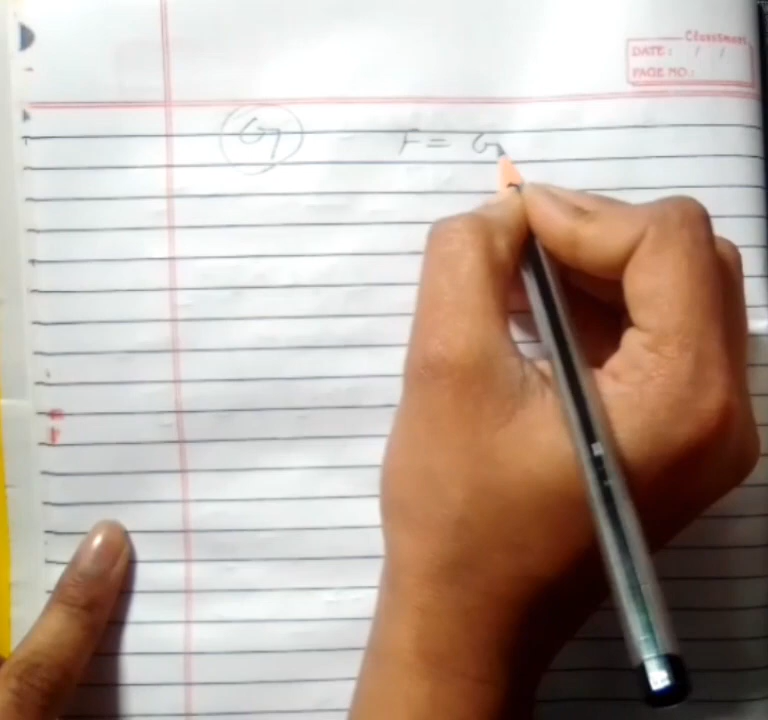 Classmate
DATE: / /
PAGE NO.:
G F = G